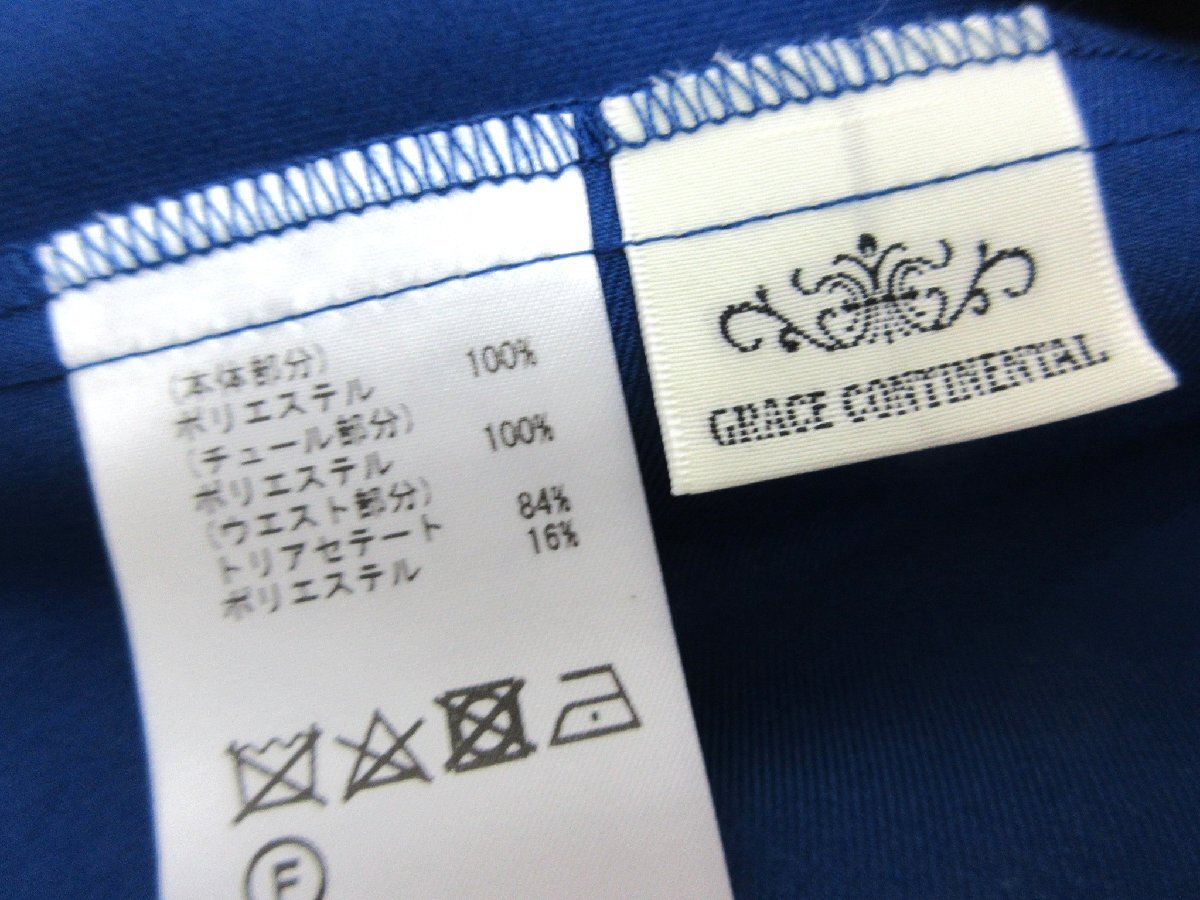 (本体部分)
ポリエステル 100%
(チュール部分)
ポリエステル 100%
(ウエスト部分)
トリアセテート 84%
ポリエステル 16%
F
GRACE CONTINENTAL